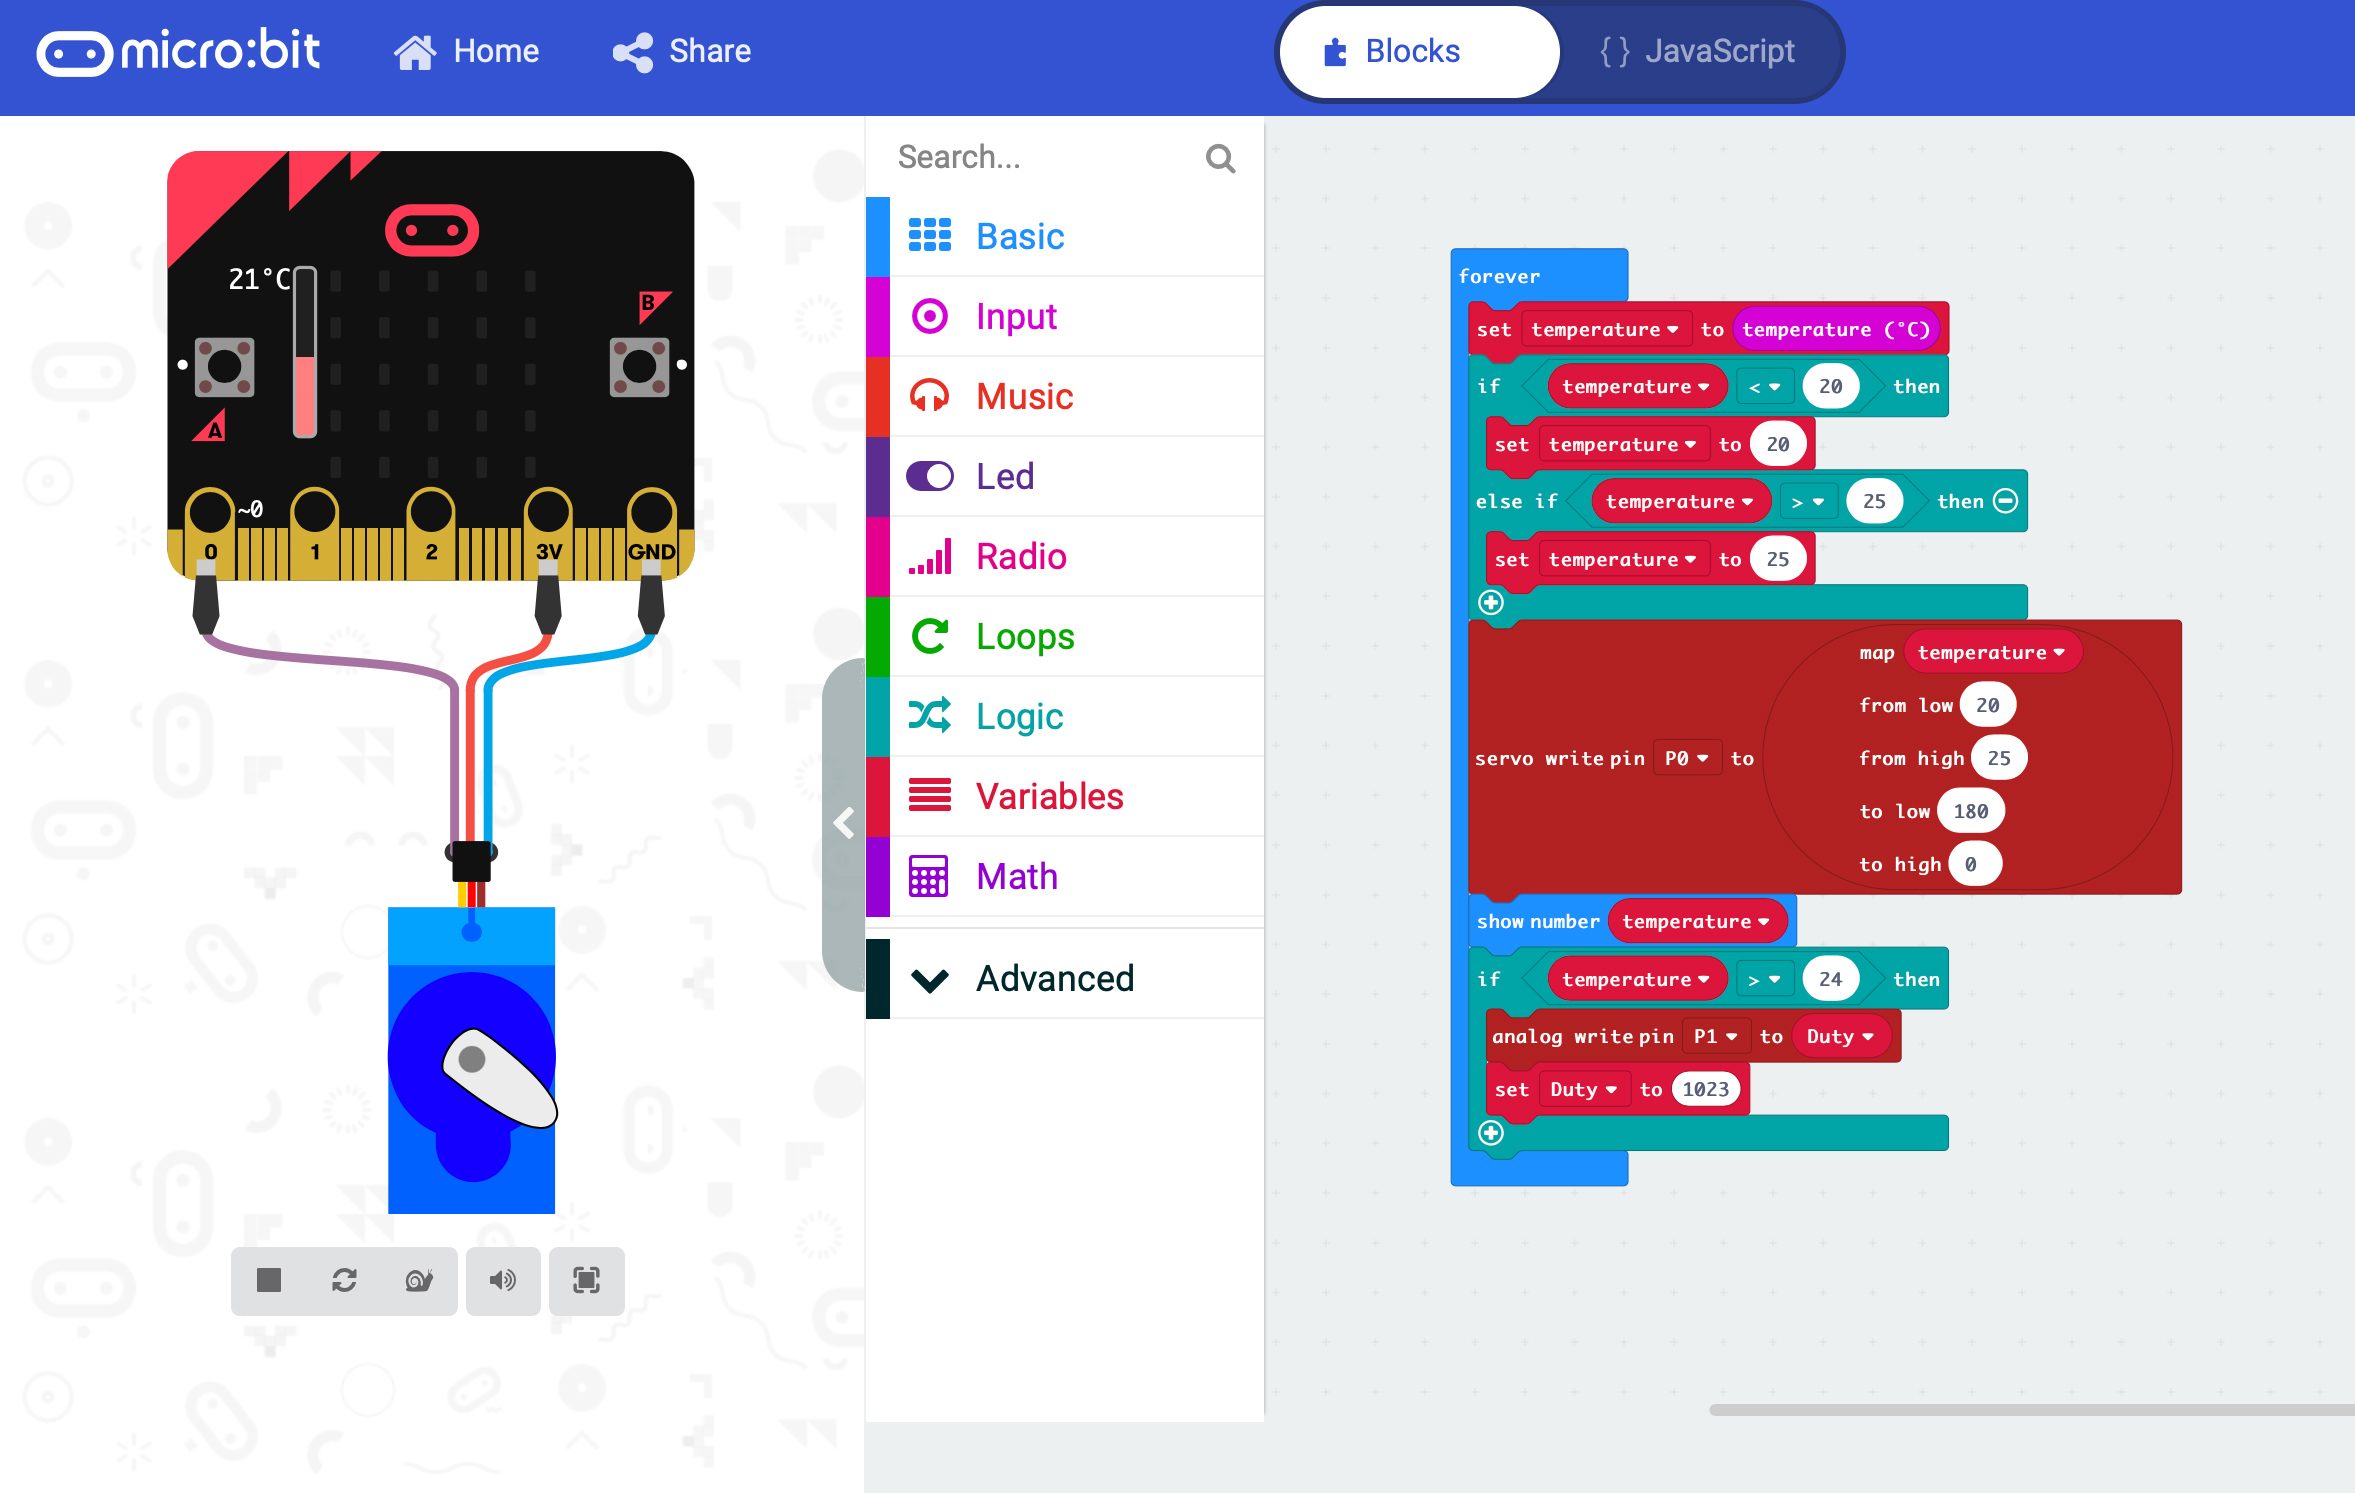 micro:bit
Home
Share
Blocks
{ } JavaScript
21°C
B
A
~0
0
1
2
3V
GND
Search...
Basic
Input
Music
Led
Radio
Loops
Logic
Variables
Math
Advanced
forever
set temperature to temperature (°C)
if temperature < 20 then
set temperature to 20
else if temperature > 25 then
set temperature to 25
map temperature
from low 20
servo write pin P0 to
from high 25
to low 180
to high 0
show number temperature
if temperature > 24 then
analog write pin P1 to Duty
set Duty to 1023